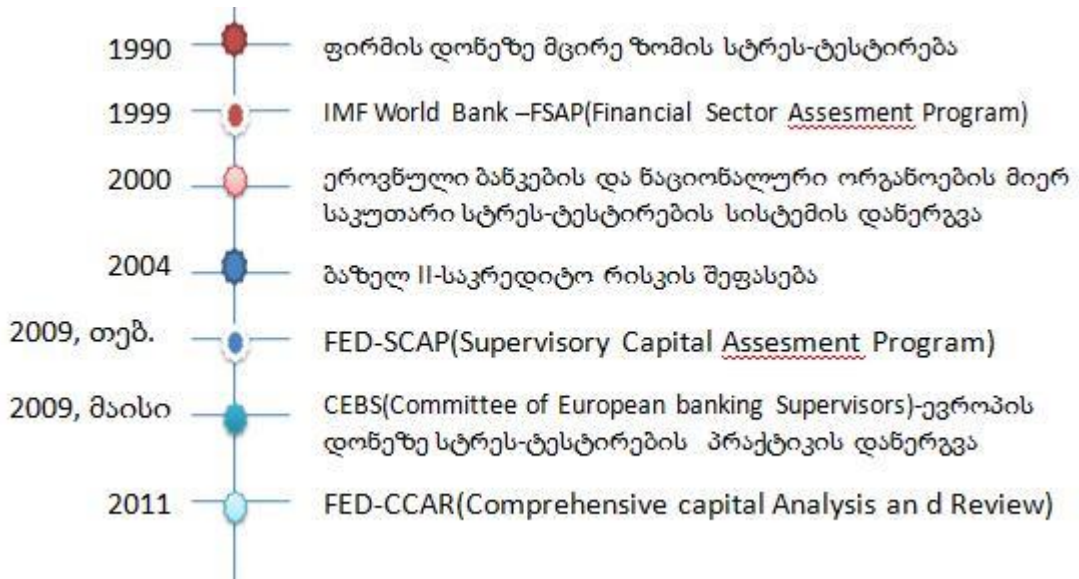 1990 ფირმის დონეზე მცირე ზომის სტრეს-ტესტირება
1999 IMF World Bank –FSAP(Financial Sector Assesment Program)
2000 ეროვნული ბანკების და ნაციონალური ორგანოების მიერ
საკუთარი სტრეს-ტესტირების სისტემის დანერგვა
2004 ბაზელ II-საკრედიტო რისკის შეფასება
2009, თებ. FED-SCAP(Supervisory Capital Assesment Program)
2009, მაისი CEBS(Committee of European banking Supervisors)-ევროპის
დონეზე სტრეს-ტესტირების პრაქტიკის დანერგვა
2011 FED-CCAR(Comprehensive capital Analysis an d Review)